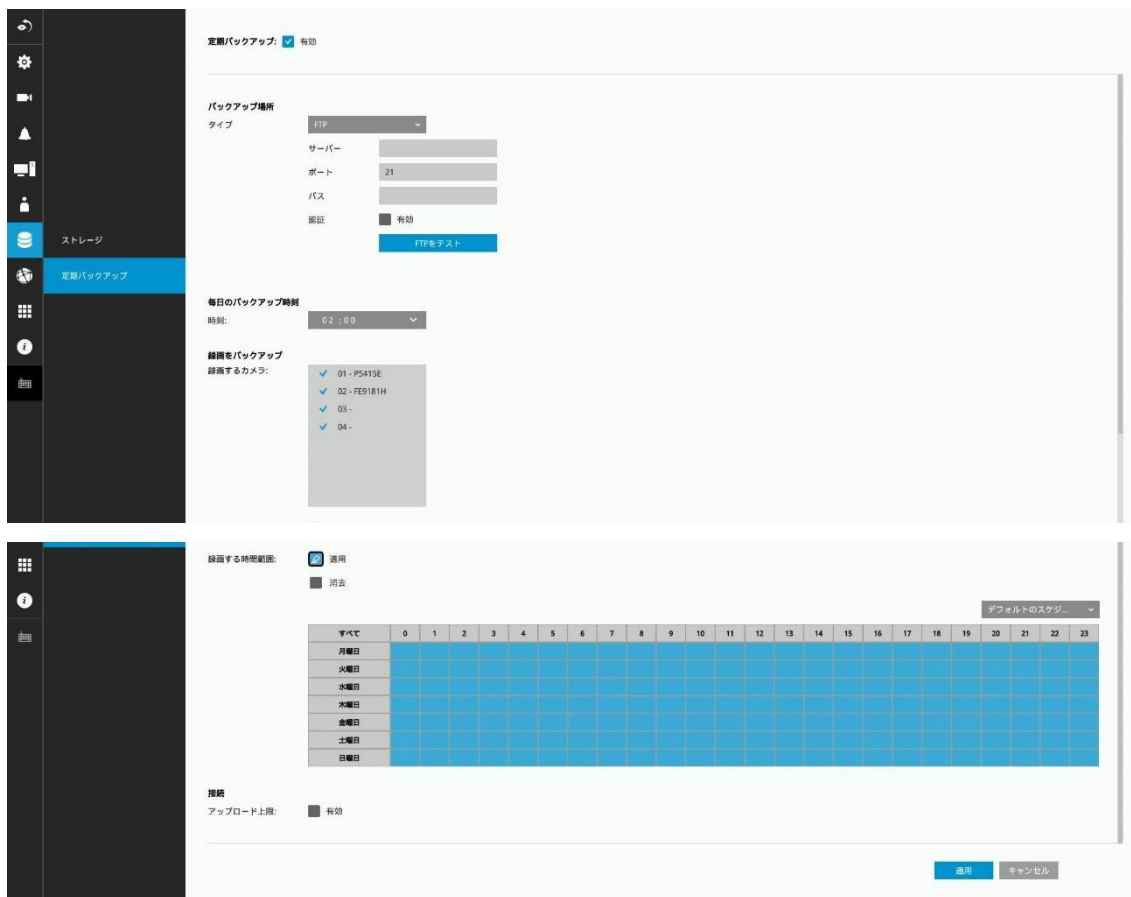 定期バックアップ: 有効
バックアップ場所
タイプ FTP
サーバー
ポート 21
パス
認証 有効
ストレージ FTPをテスト
定期バックアップ
毎日のバックアップ時刻
時刻: 02 : 00
録画をバックアップ
録画するカメラ: 01 - P5415E
02 - FE9181H
03 -
04 -
録画する時間範囲: 適用
消去
デフォルトのスケジ...
すべて 0 1 2 3 4 5 6 7 8 9 10 11 12 13 14 15 16 17 18 19 20 21 22 23
月曜日
火曜日
水曜日
木曜日
金曜日
土曜日
日曜日
接続
アップロード上限: 有効
適用 キャンセル